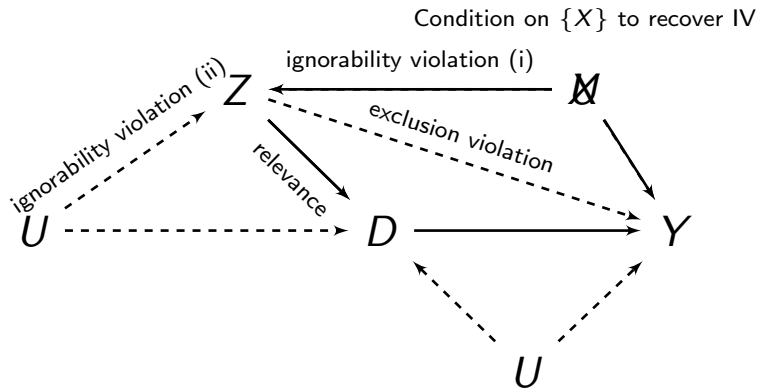 Condition on {X} to recover IV
ignorability violation (i)
ignorability violation (ii)
Z
exclusion violation
relevance
U
D
Y
U